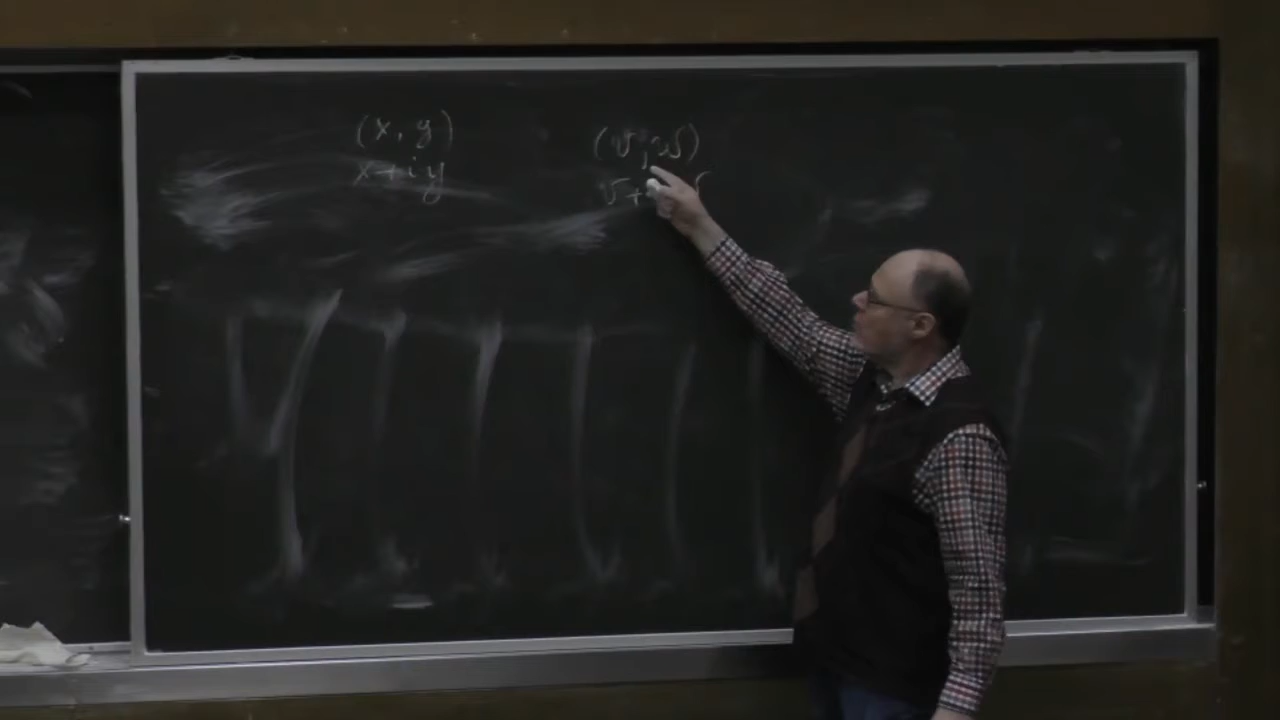 (x, y)
x+iy
(v, w)
v+